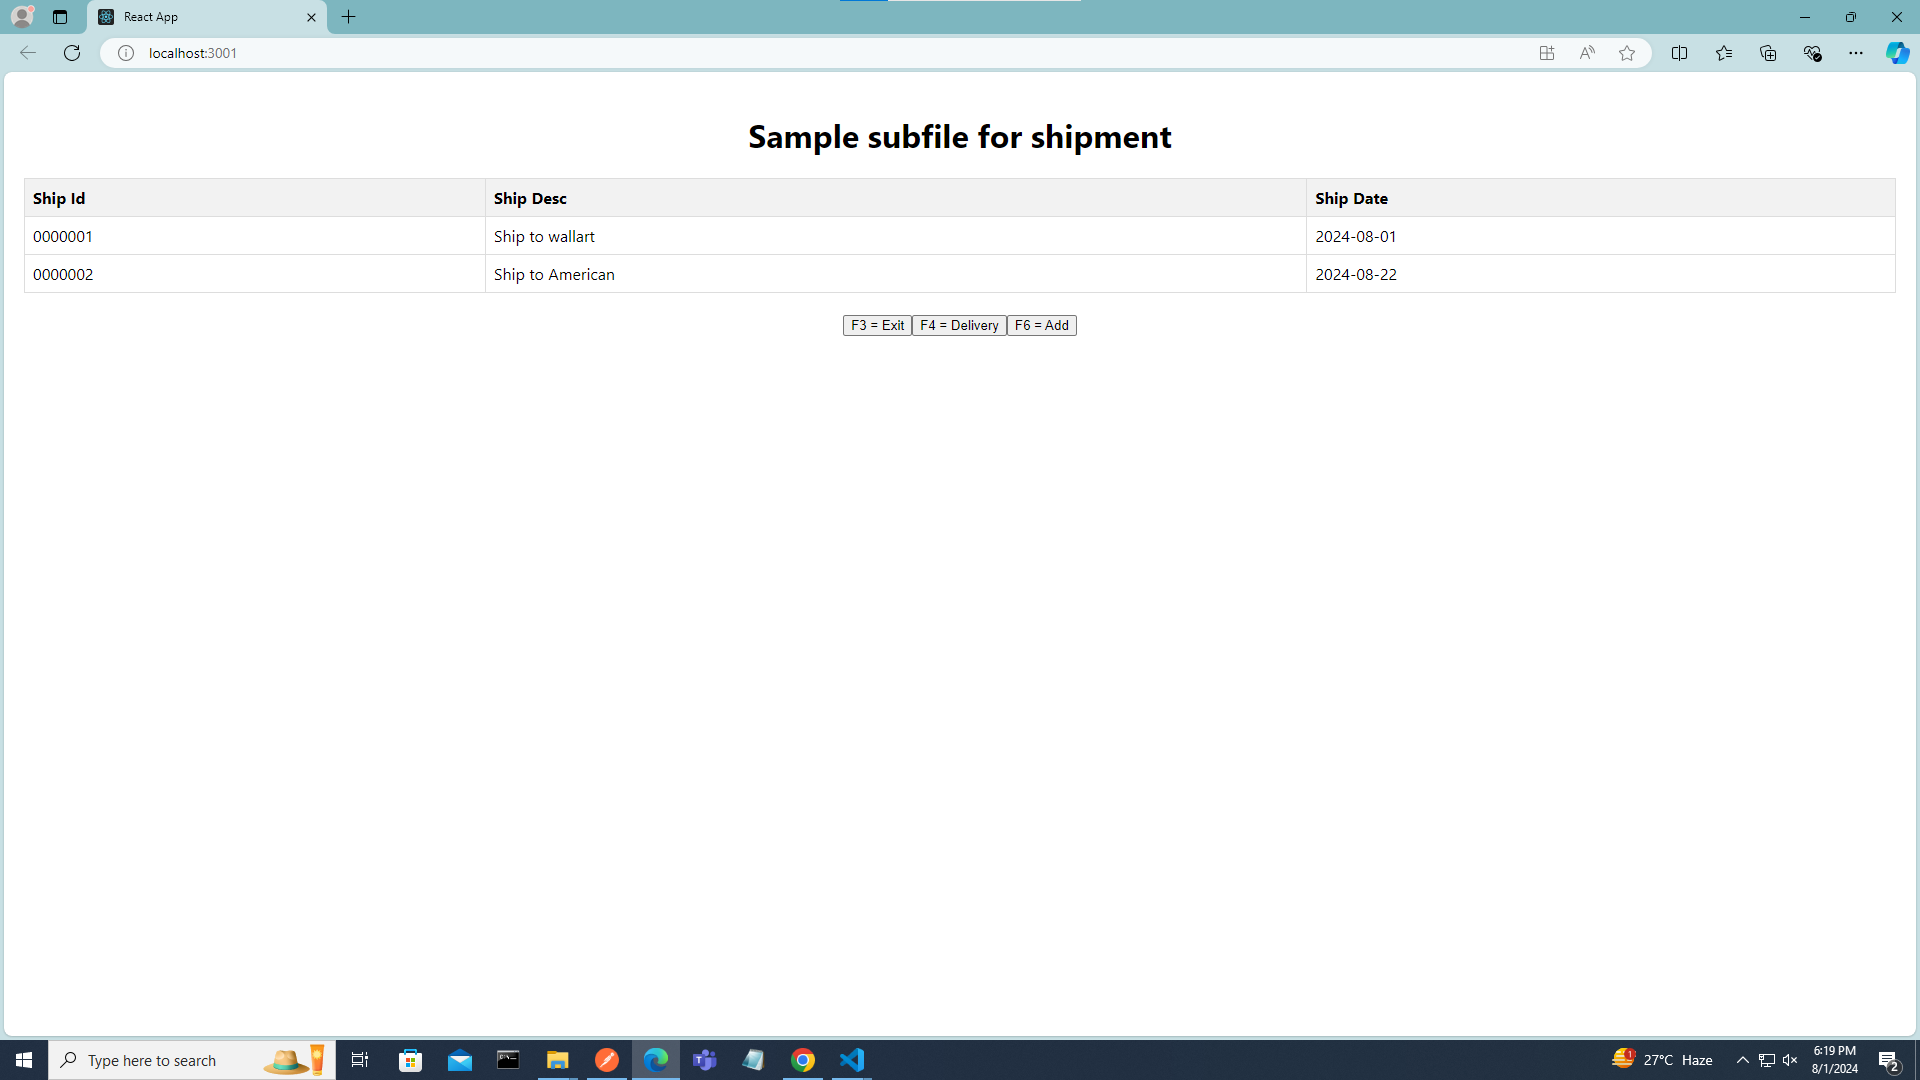 React App
localhost:3001
Sample subfile for shipment
Ship Id Ship Desc Ship Date
0000001 Ship to wallart 2024-08-01
0000002 Ship to American 2024-08-22
F3 = Exit F4 = Delivery F6 = Add
Type here to search
1 27°C Haze
6:19 PM
8/1/2024
2